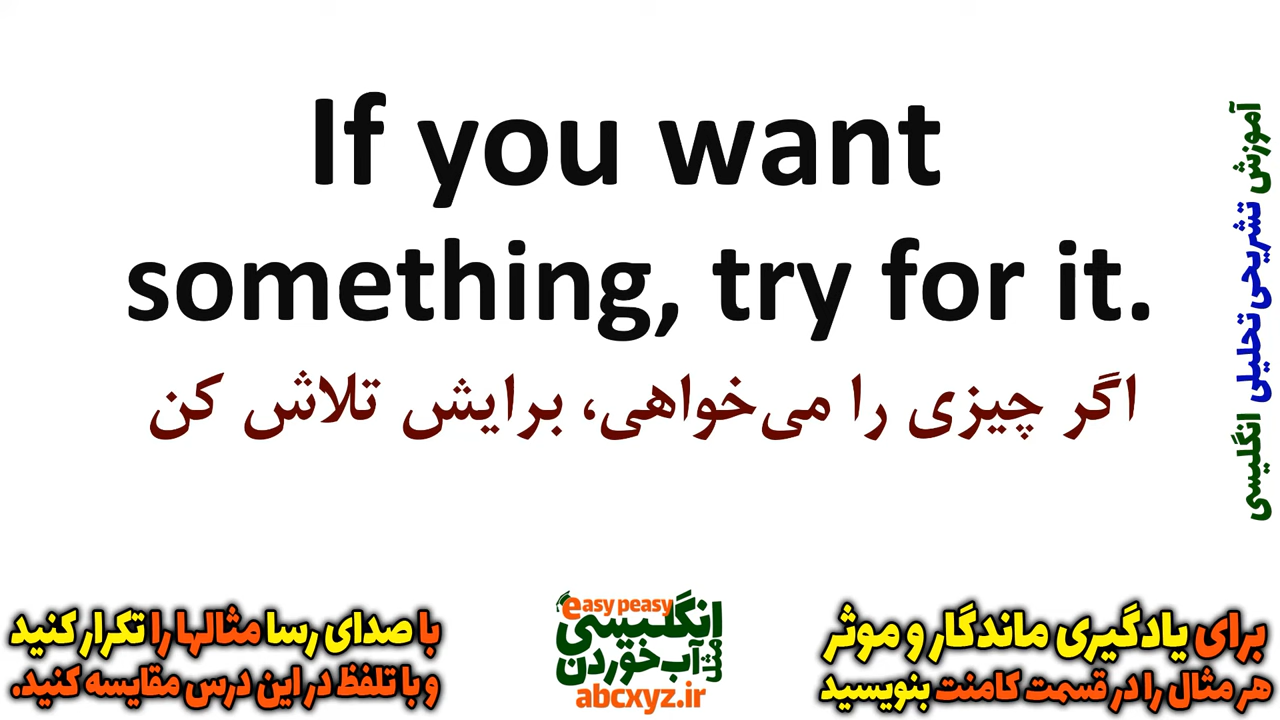 If you want
something, try for it.
اگر چیزی را می‌خواهی، برایش تلاش کن
آموزش تشریحی تحلیلی انگلیسی
برای یادگیری ماندگار و موثر
هر مثال را در قسمت کامنت بنویسید
easy peasy
انگلیسی
مثل آب خوردن
abcxyz.ir
با صدای رسا مثالها را تکرار کنید
و با تلفظ در این درس مقایسه کنید.